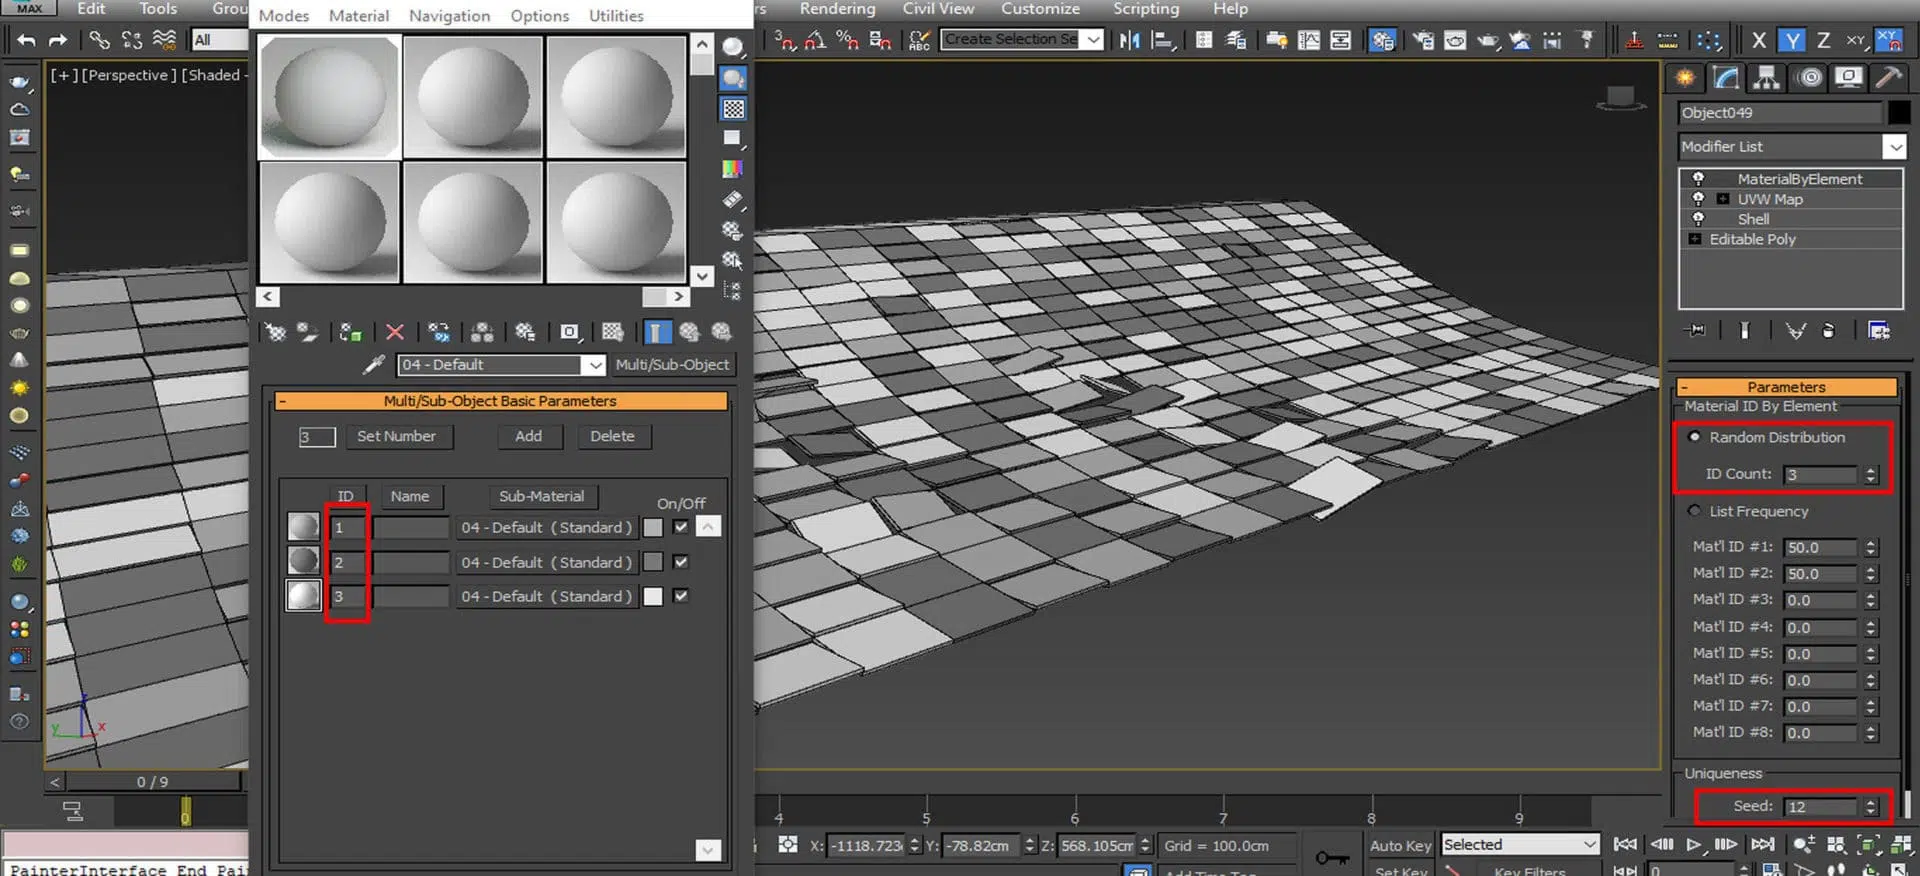 MAX
Edit
Tools
Rendering
Civil View
Customize
Scripting
Help
Modes
Material
Navigation
Options
Utilities
All
ABC
Create Selection Se
X
Y
Z
XY
XY
[+] [Perspective ] [Shaded
Object049
Modifier List
MaterialByElement
UVW Map
Shell
Editable Poly
04 - Default
Multi/Sub-Object
Multi/Sub-Object Basic Parameters
3
Set Number
Add
Delete
ID
Name
Sub-Material
On/Off
1
04 - Default ( Standard )
2
04 - Default ( Standard )
3
04 - Default ( Standard )
Parameters
Material ID By Element
Random Distribution
ID Count: 3
List Frequency
Mat'l ID #1: 50.0
Mat'l ID #2: 50.0
Mat'l ID #3: 0.0
Mat'l ID #4: 0.0
Mat'l ID #5: 0.0
Mat'l ID #6: 0.0
Mat'l ID #7: 0.0
Mat'l ID #8: 0.0
Uniqueness
Seed: 12
z
y
x
0 / 9
0
4
5
6
7
8
9
X: -1118.723
Y: -78.82cm
Z: 568.105cm
Grid = 100.0cm
Auto Key
Selected
Set Key
Key Filters
0
PainterInterface End Pai